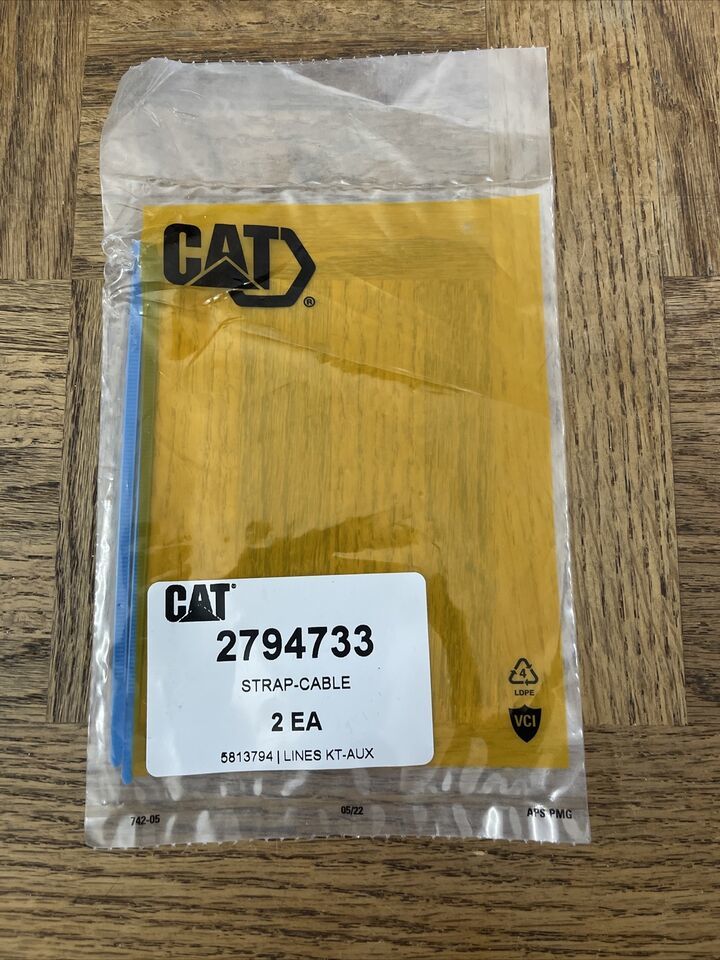 CAT®
CAT®
2794733
STRAP-CABLE
2 EA
5813794 | LINES KT-AUX
4
LDPE
VCI
742-05
05/22
APS PMG